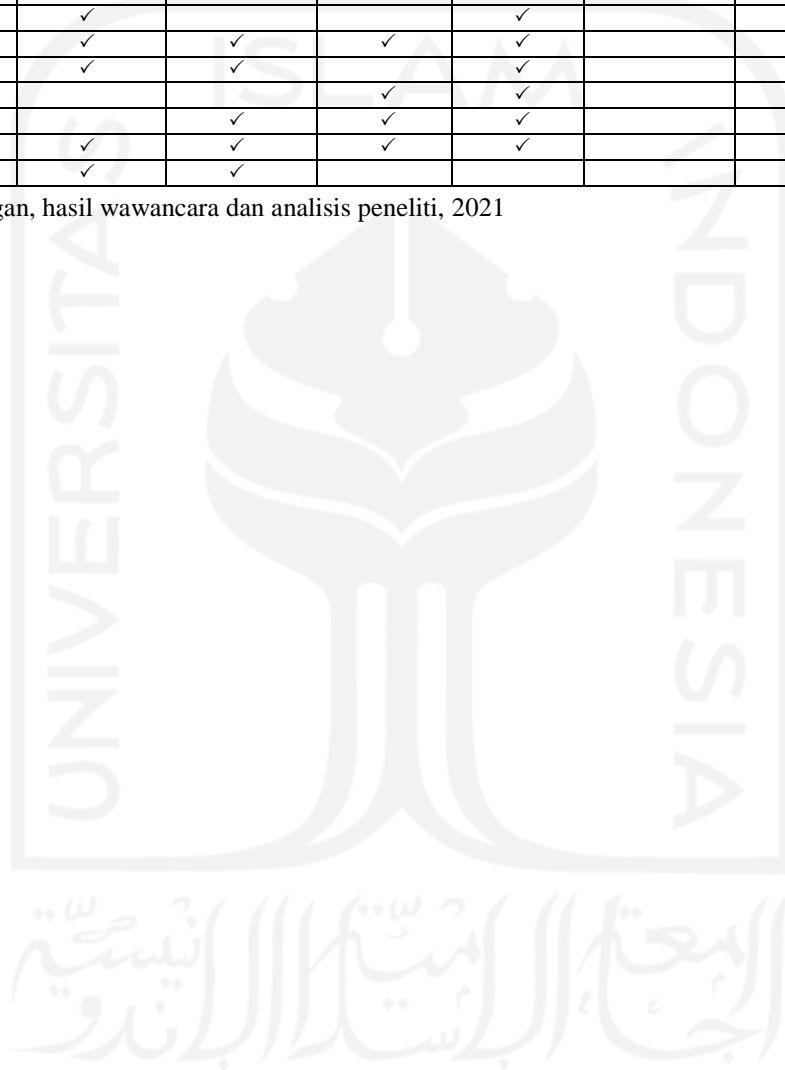 ✓ ✓
✓ ✓ ✓ ✓
✓ ✓ ✓
✓ ✓
✓ ✓ ✓
✓ ✓ ✓ ✓
✓ ✓
gan, hasil wawancara dan analisis peneliti, 2021
ISLAM
UNIVERSITAS
INDONESIA